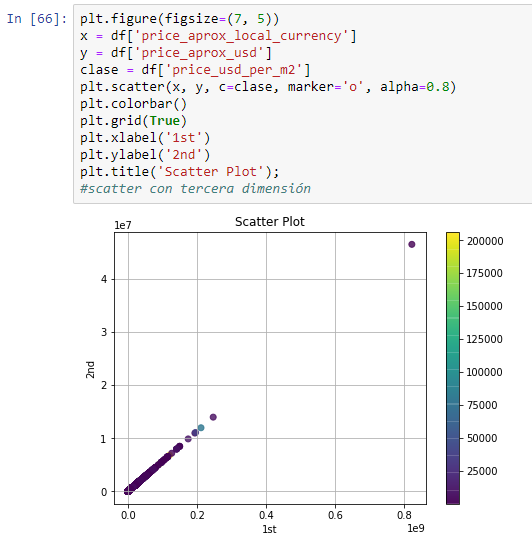 In [66]: plt.figure(figsize=(7, 5))
x = df['price_aprox_local_currency']
y = df['price_aprox_usd']
clase = df['price_usd_per_m2']
plt.scatter(x, y, c=clase, marker='o', alpha=0.8)
plt.colorbar()
plt.grid(True)
plt.xlabel('1st')
plt.ylabel('2nd')
plt.title('Scatter Plot');
#scatter con tercera dimensión
Scatter Plot
1e7
4
3
2
1
0
2nd
0.0 0.2 0.4 0.6 0.8
1e9
1st
200000
175000
150000
125000
100000
75000
50000
25000